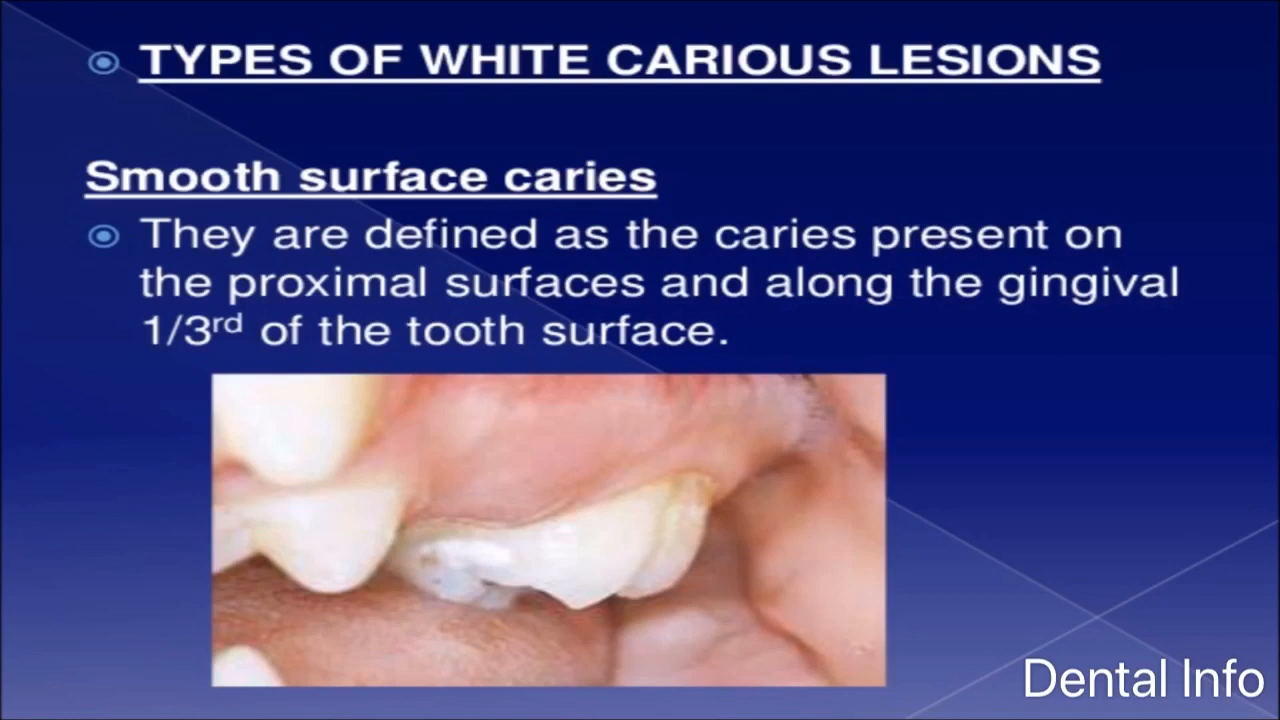 TYPES OF WHITE CARIOUS LESIONS
Smooth surface caries
They are defined as the caries present on
the proximal surfaces and along the gingival
1/3rd of the tooth surface.
Dental Info